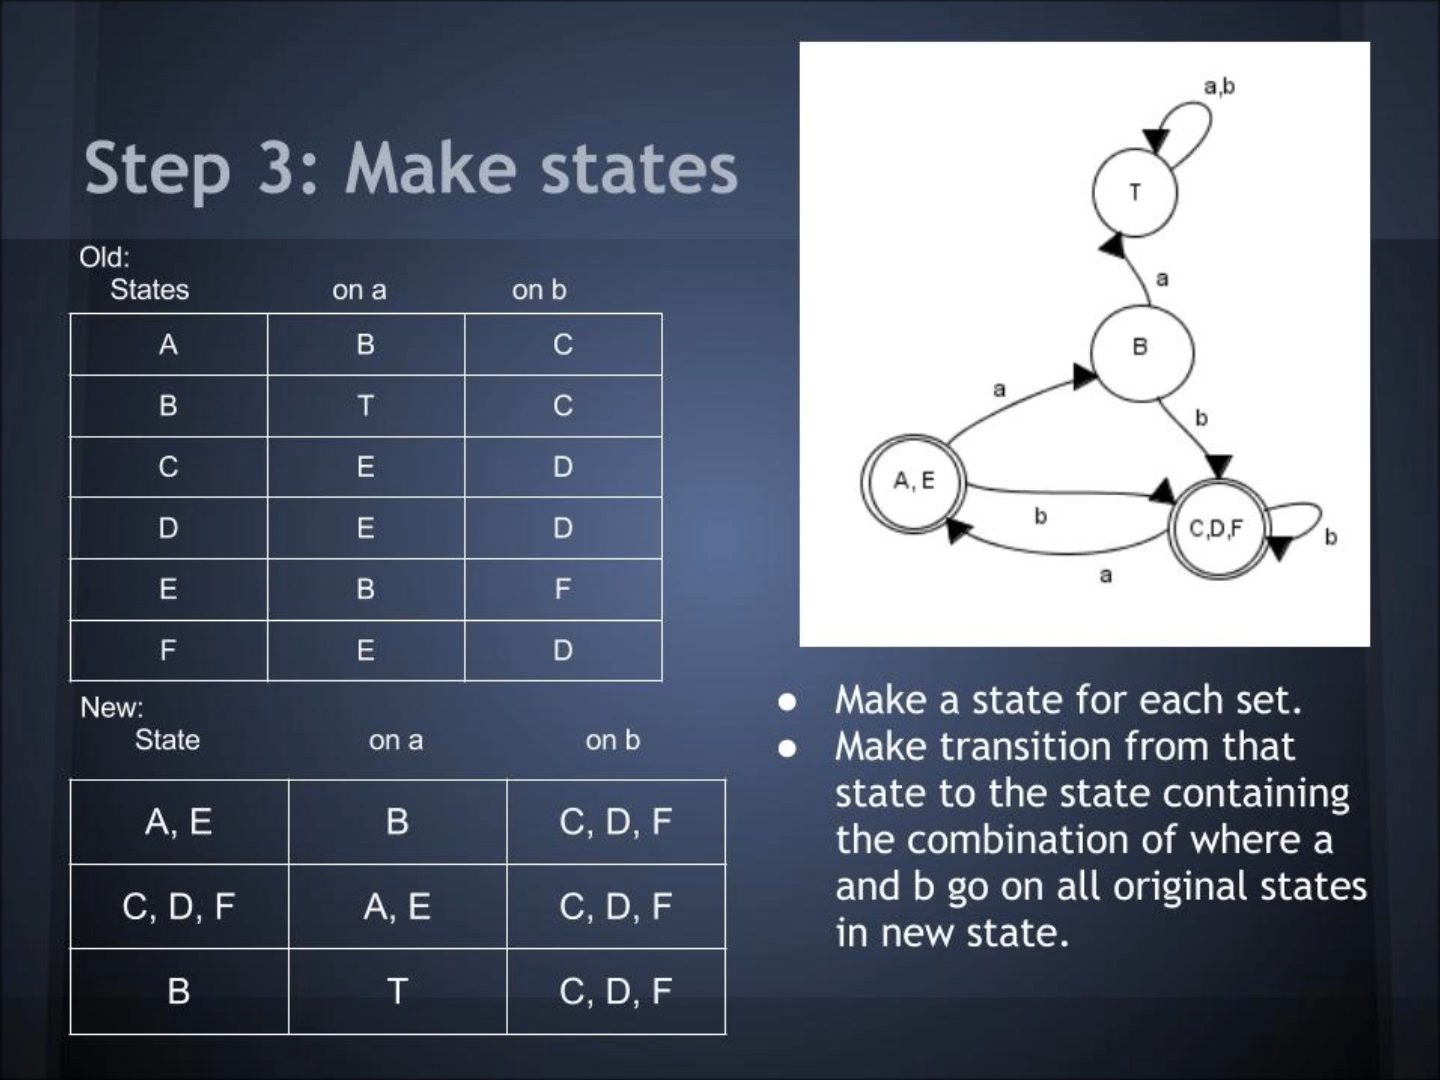 Step 3: Make states
Old:
States on a on b
A B C
B T C
C E D
D E D
E B F
F E D
New:
State on a on b
A, E B C, D, F
C, D, F A, E C, D, F
B T C, D, F
a,b
T
a
B
a
b
A, E
b
C,D,F
b
a
● Make a state for each set.
● Make transition from that
state to the state containing
the combination of where a
and b go on all original states
in new state.